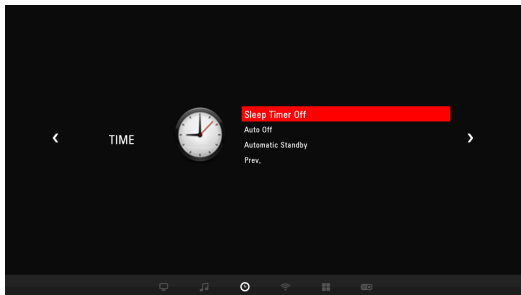 TIME
Sleep Timer Off
Auto Off
Automatic Standby
Prev,